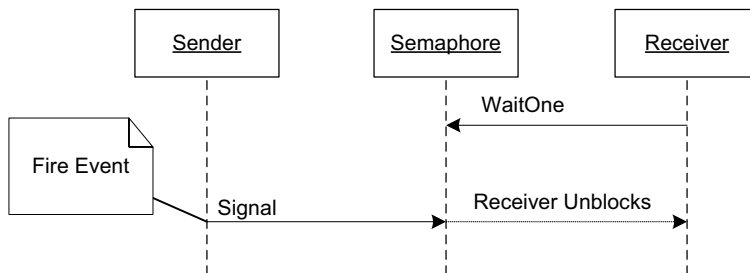 Sender
Semaphore
Receiver
WaitOne
Fire Event
Signal
Receiver Unblocks